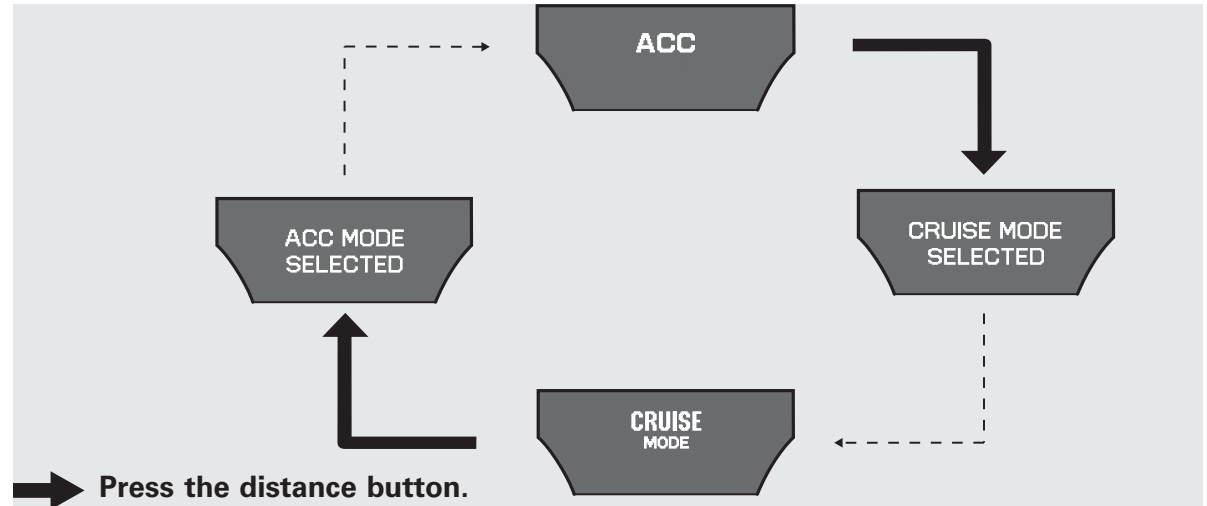 ACC
ACC MODE
SELECTED
CRUISE MODE
SELECTED
CRUISE
MODE
Press the distance button.